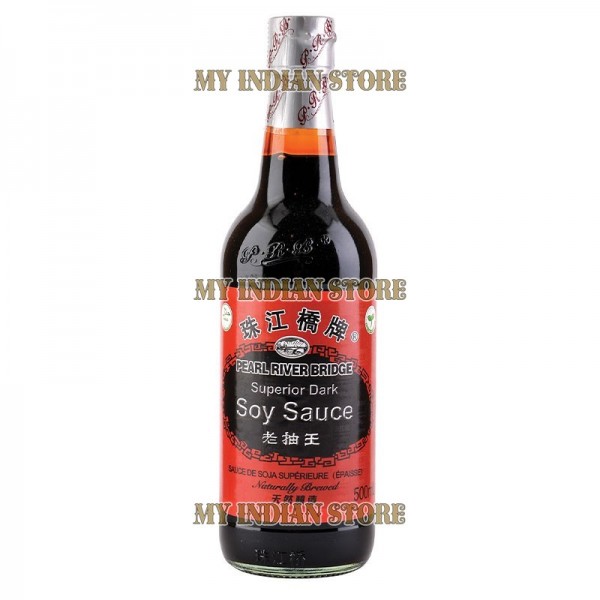 P.R.B.
MY INDIAN STORE
P.R.B.
P.R.B.®
MY INDIAN STORE
珠江橋牌®
PEARL RIVER BRIDGE
Superior Dark
Soy Sauce
老抽王
SAUCE DE SOJA SUPÉRIEURE (ÉPAISSE)
Naturally Brewed
天然釀造
500m
MY INDIAN STORE